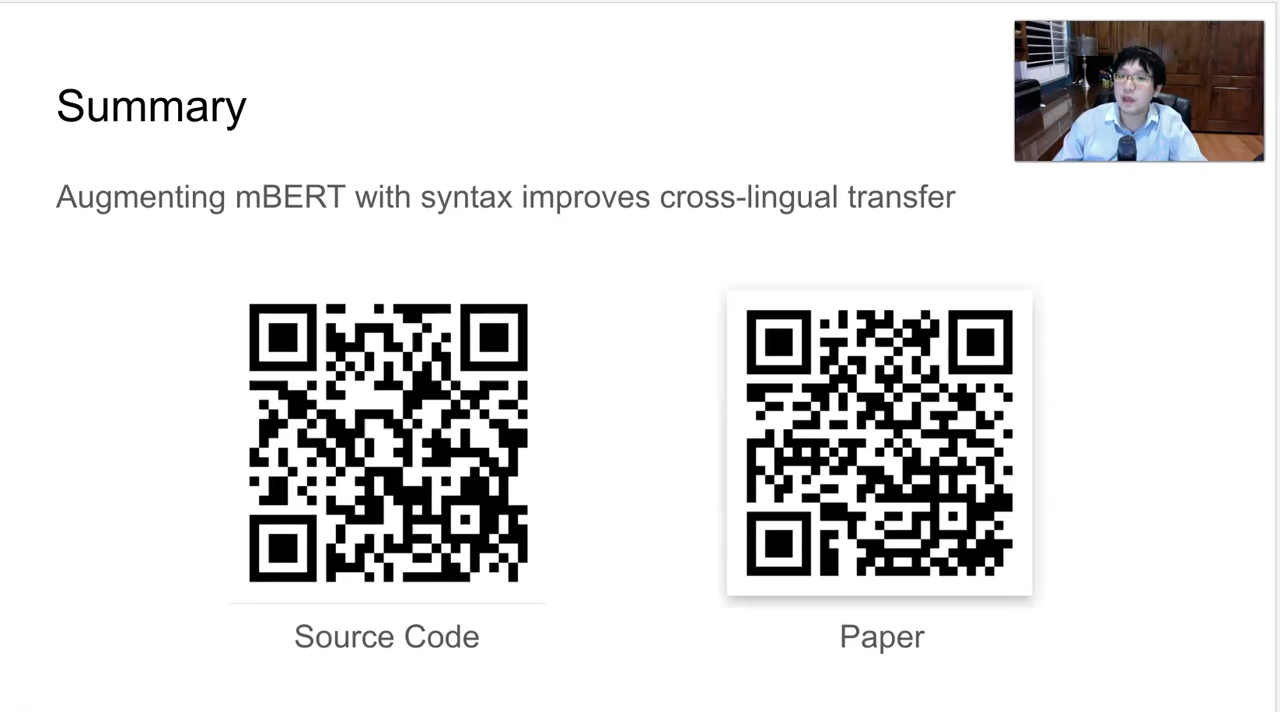 Summary
Augmenting mBERT with syntax improves cross-lingual transfer
Source Code
Paper